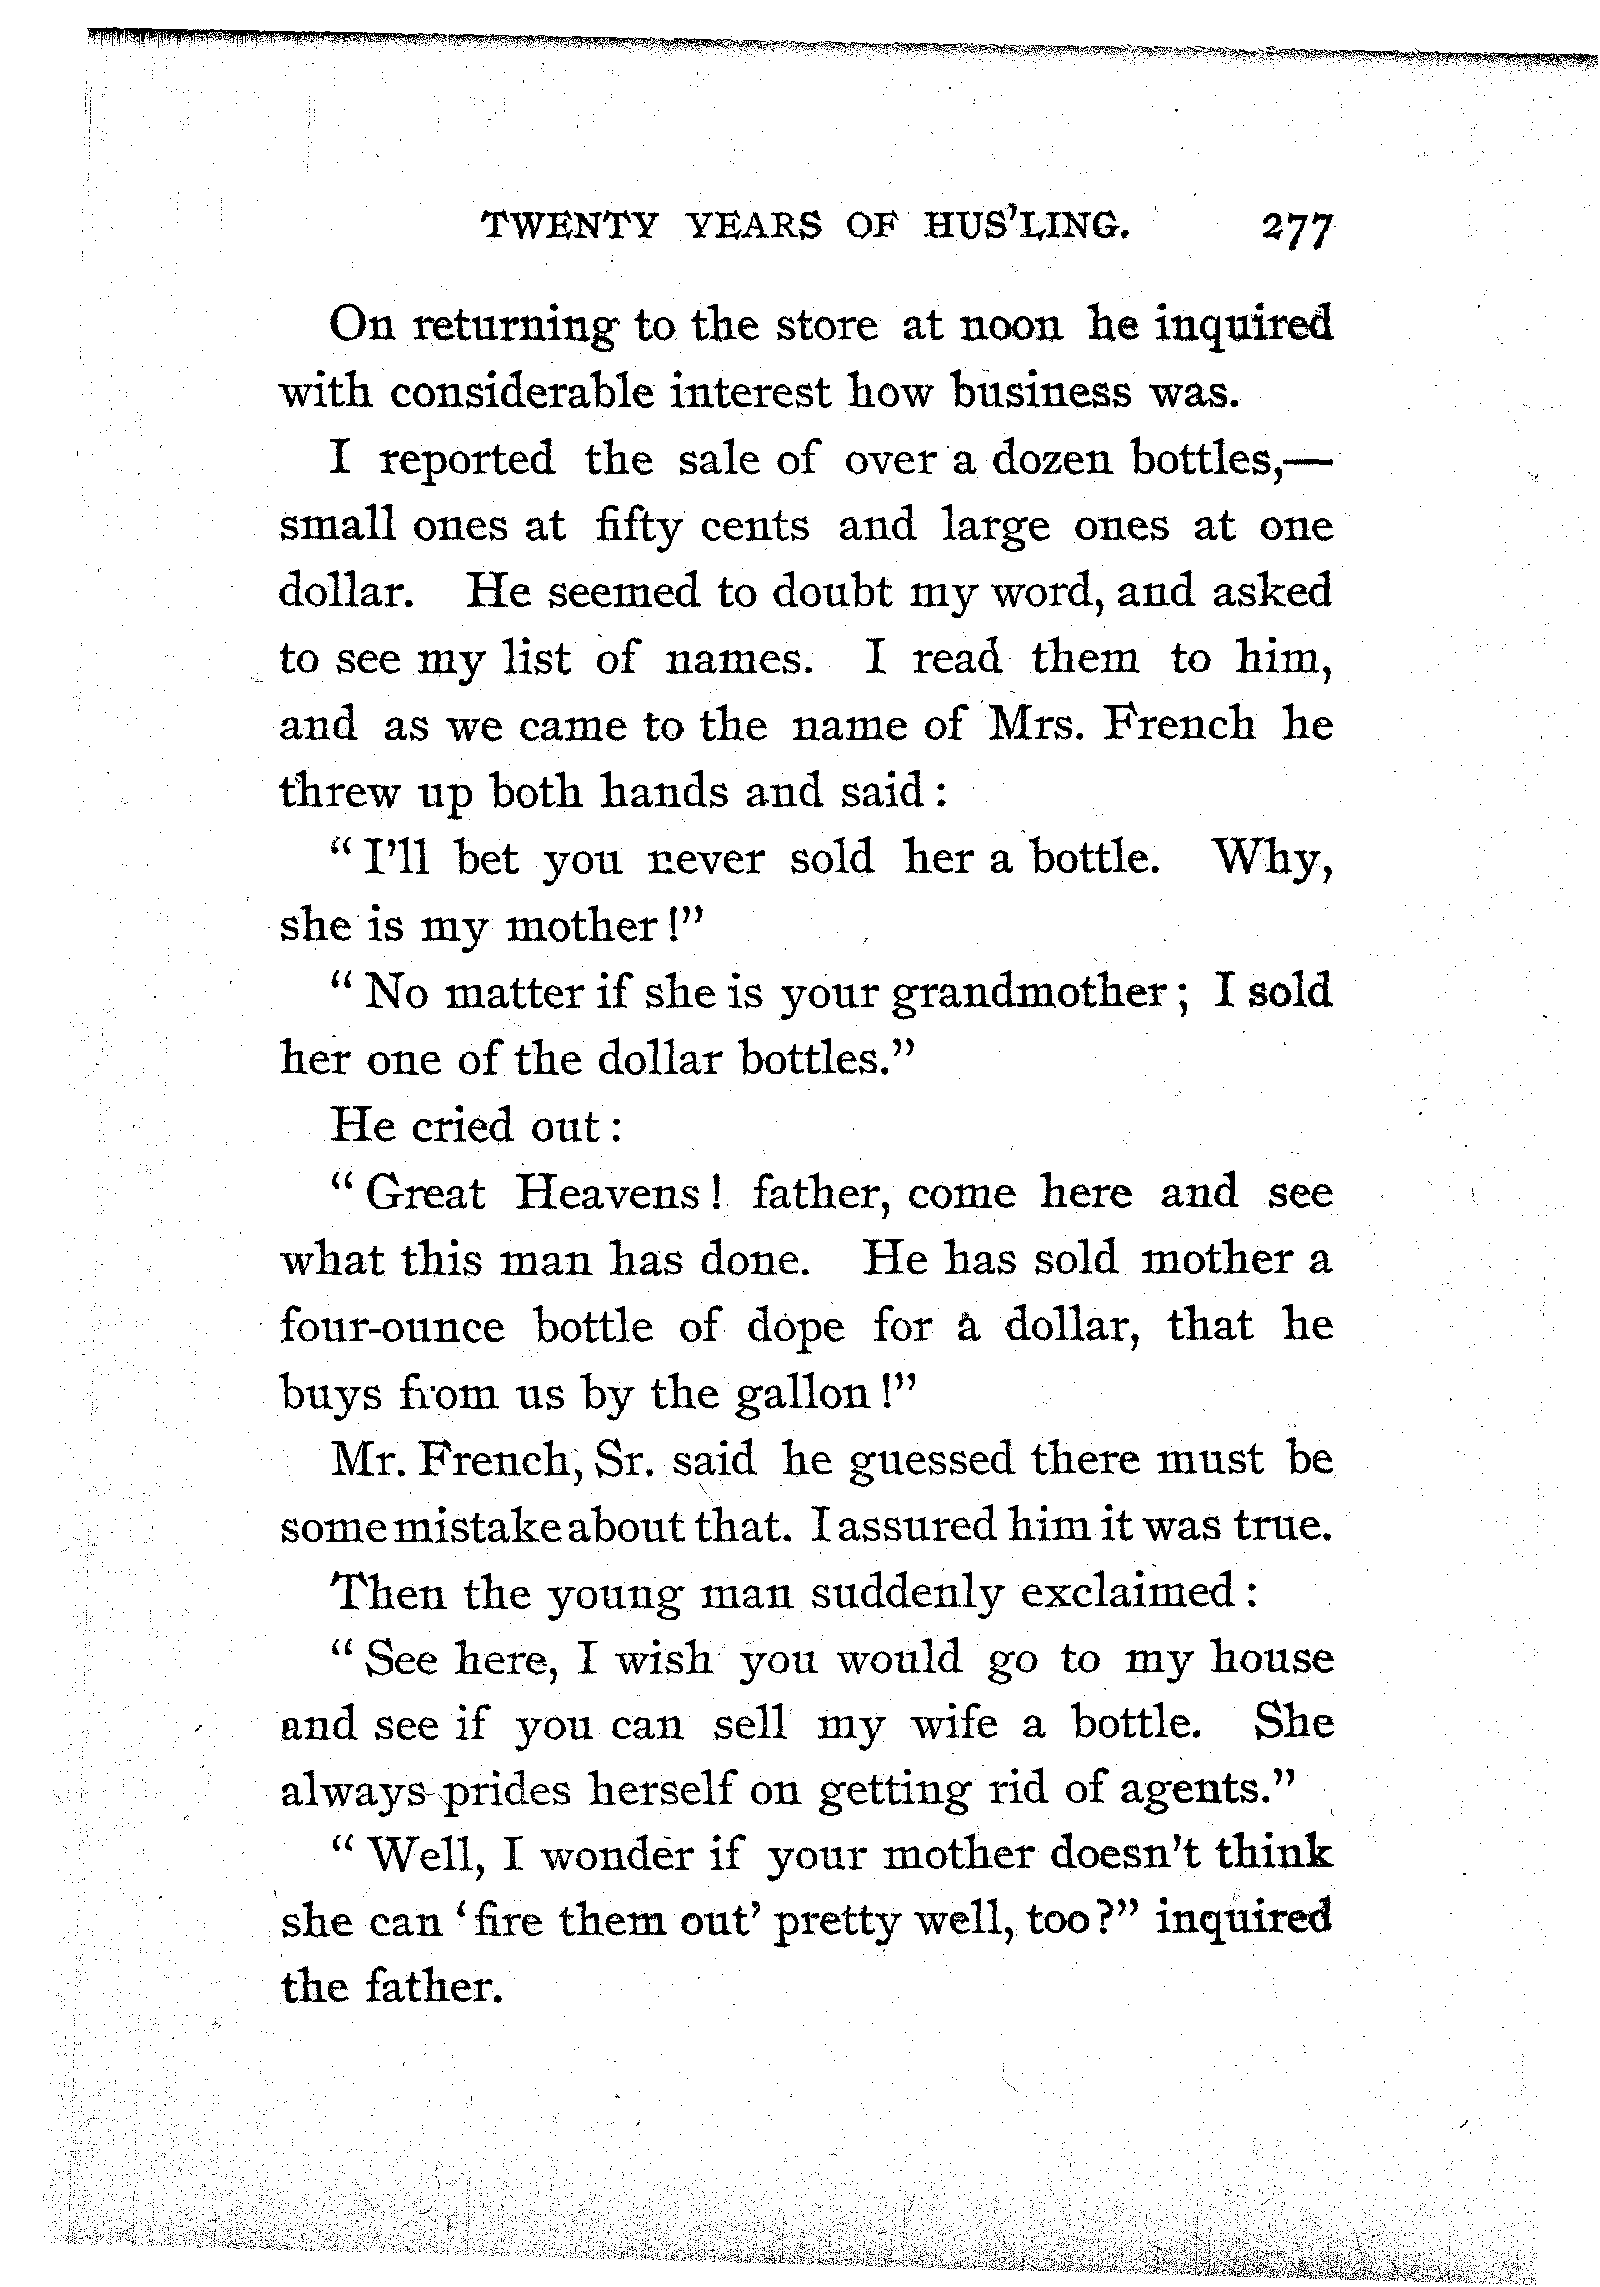 TWENTY YEARS OF HUS'LING. 277
On returning to the store at noon he inquired
with considerable interest how business was.
I reported the sale of over a dozen bottles,—
small ones at fifty cents and large ones at one
dollar. He seemed to doubt my word, and asked
to see my list of names. I read them to him,
and as we came to the name of Mrs. French he
threw up both hands and said:
"I'll bet you never sold her a bottle. Why,
she is my mother!"
"No matter if she is your grandmother; I sold
her one of the dollar bottles."
He cried out:
"Great Heavens! father, come here and see
what this man has done. He has sold mother a
four-ounce bottle of dope for a dollar, that he
buys from us by the gallon!"
Mr. French, Sr. said he guessed there must be
some mistake about that. I assured him it was true.
Then the young man suddenly exclaimed:
"See here, I wish you would go to my house
and see if you can sell my wife a bottle. She
always prides herself on getting rid of agents."
"Well, I wonder if your mother doesn't think
she can 'fire them out' pretty well, too?" inquired
the father.